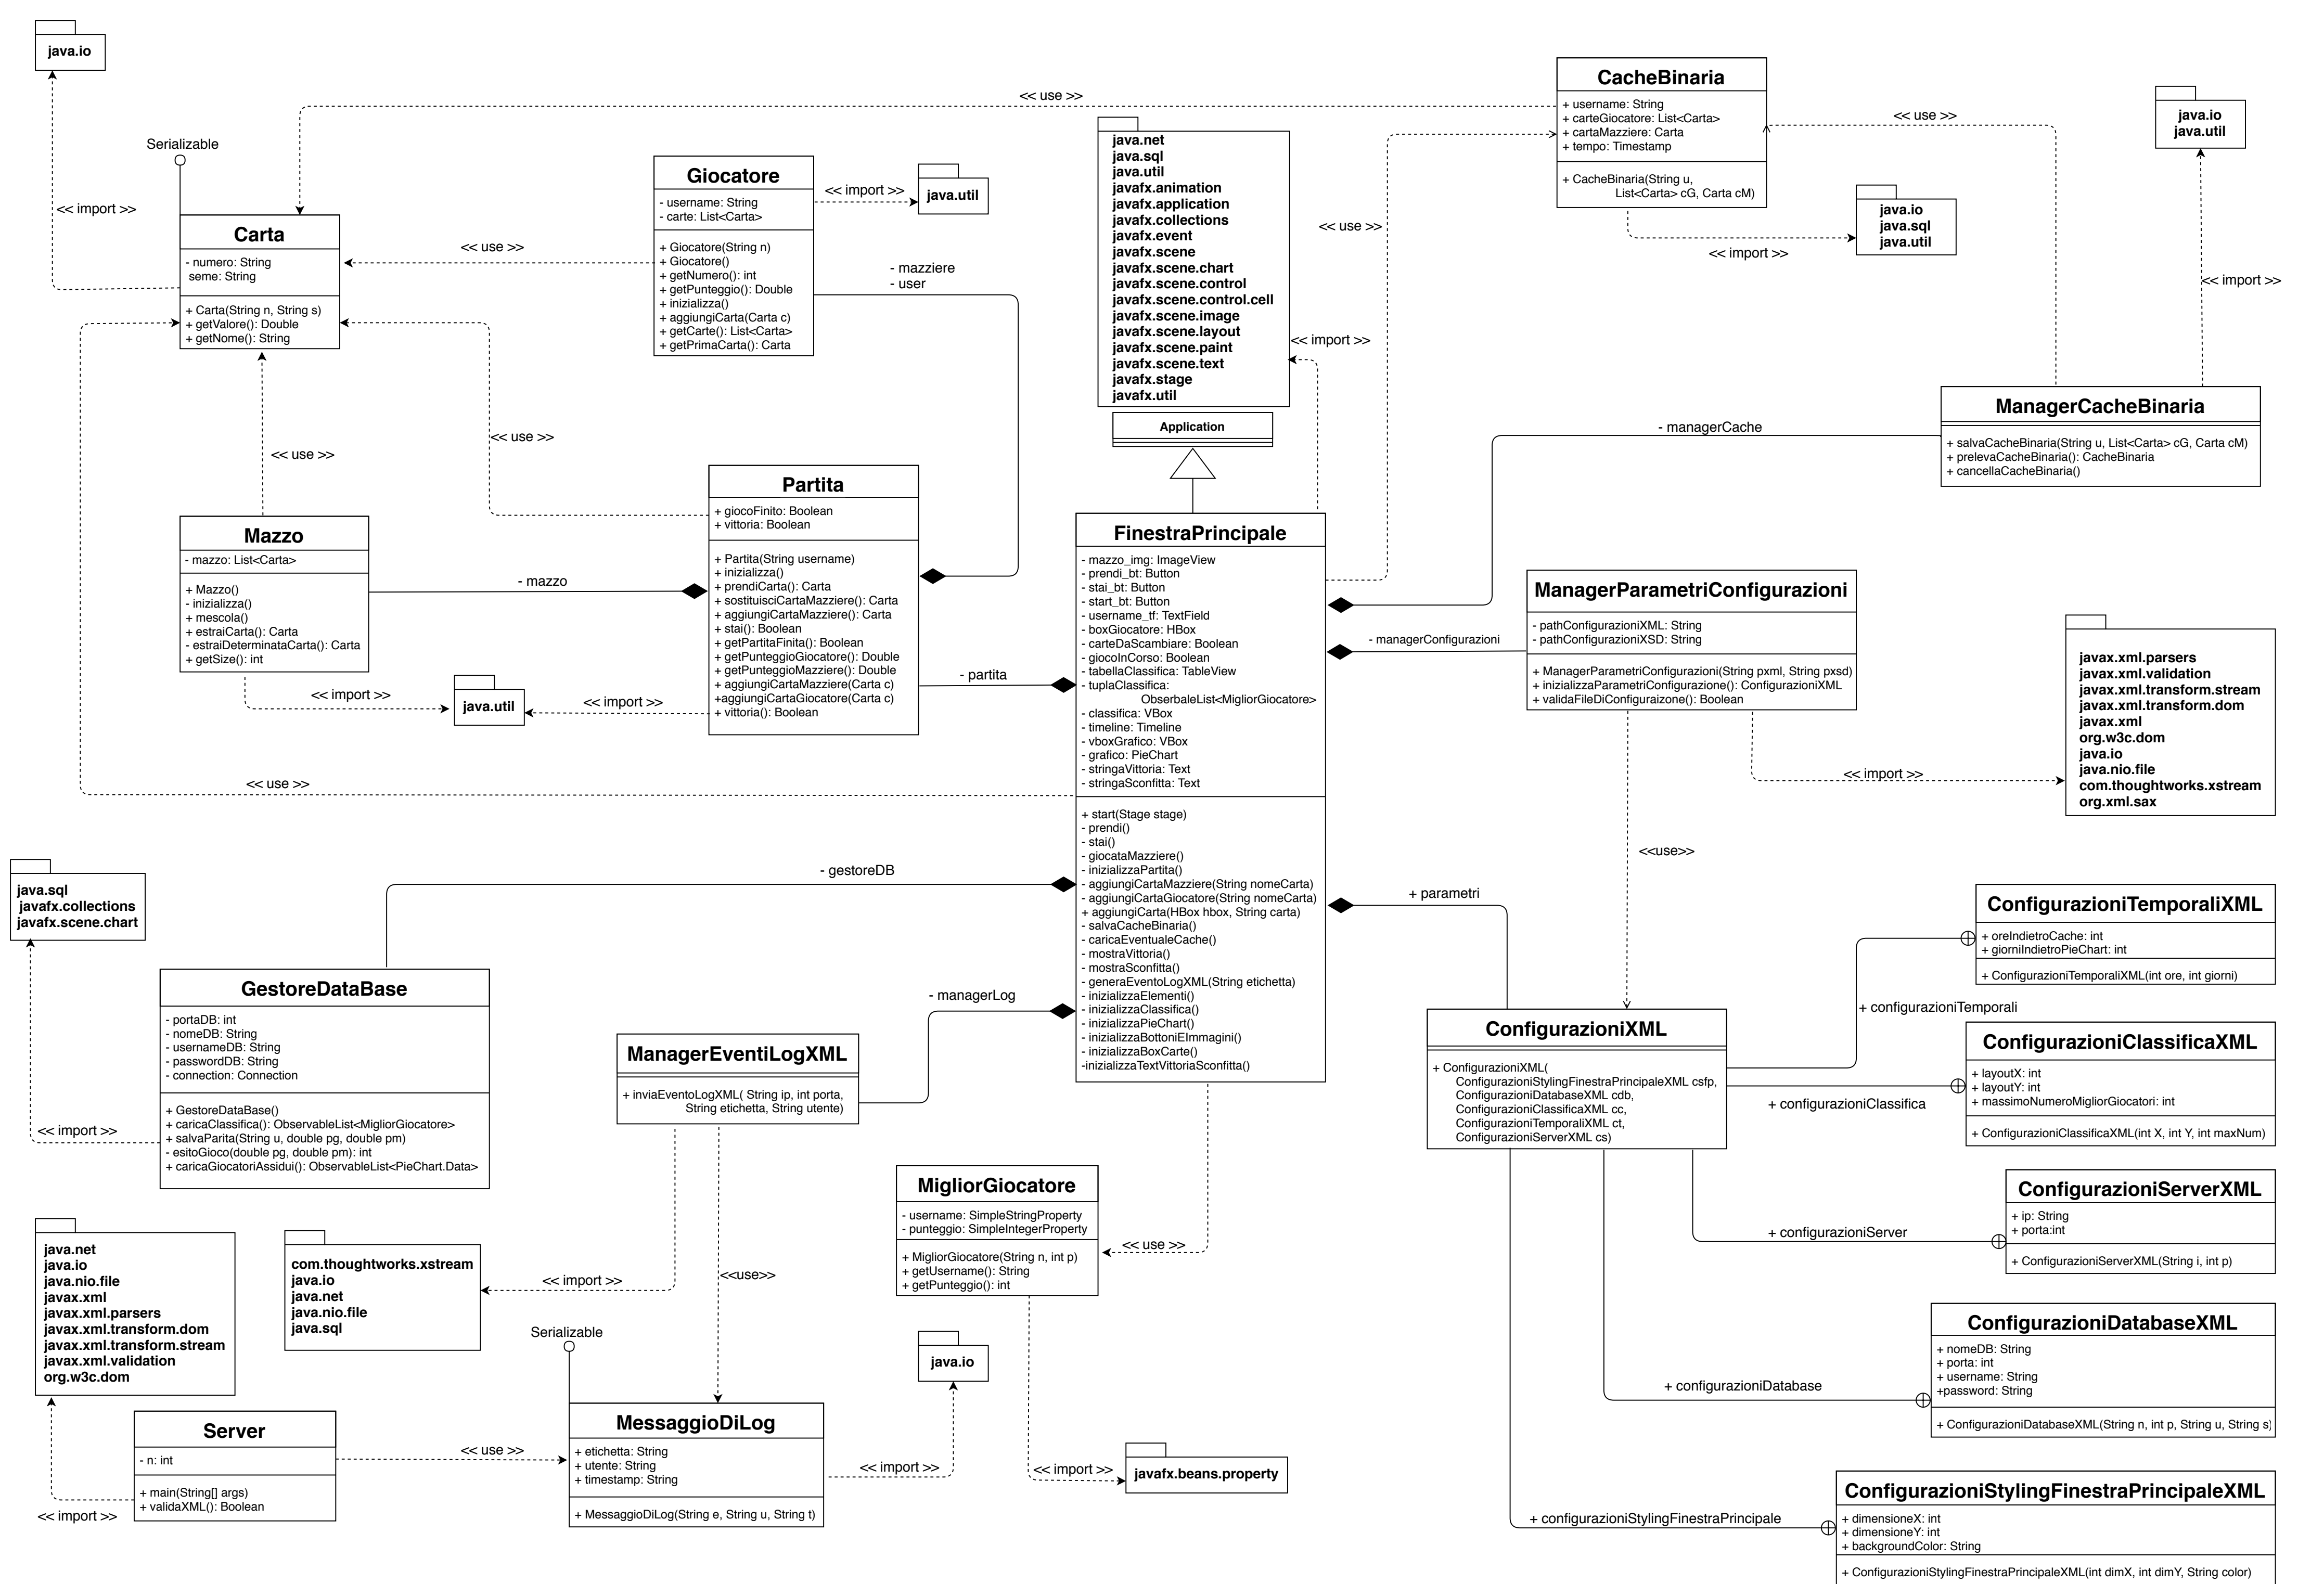 java.io
<< import >>
Serializable
Carta
- numero: String
seme: String
+ Carta(String n, String s)
+ getValore(): Double
+ getNome(): String
<< use >>
<< use >>
Giocatore
- username: String
- carte: List<Carta>
+ Giocatore(String n)
+ Giocatore()
+ getNumero(): int
+ getPunteggio(): Double
+ inizializza()
+ aggiungiCarta(Carta c)
+ getCarte(): List<Carta>
+ getPrimaCarta(): Carta
<< import >>
java.util
- mazziere
- user
java.net
java.sql
java.util
javafx.animation
javafx.application
javafx.collections
javafx.event
javafx.scene
javafx.scene.chart
javafx.scene.control
javafx.scene.control.cell
javafx.scene.image
javafx.scene.layout
javafx.scene.paint
javafx.scene.text
javafx.stage
javafx.util
<< import >>
Application
<< use >>
CacheBinaria
+ username: String
+ carteGiocatore: List<Carta>
+ cartaMazziere: Carta
+ tempo: Timestamp
+ CacheBinaria(String u,
List<Carta> cG, Carta cM)
<< import >>
java.io
java.sql
java.util
<< use >>
java.io
java.util
<< import >>
ManagerCacheBinaria
+ salvaCacheBinaria(String u, List<Carta> cG, Carta cM)
+ prelevaCacheBinaria(): CacheBinaria
+ cancellaCacheBinaria()
- managerCache
<< use >>
<< use >>
Mazzo
- mazzo: List<Carta>
+ Mazzo()
- inizializza()
+ mescola()
+ estraiCarta(): Carta
- estraiDeterminataCarta(): Carta
+ getSize(): int
- mazzo
<< import >>
java.util
<< import >>
Partita
+ giocoFinito: Boolean
+ vittoria: Boolean
+ Partita(String username)
+ inizializza()
+ prendiCarta(): Carta
+ sostituisciCartaMazziere(): Carta
+ aggiungiCartaMazziere(): Carta
+ stai(): Boolean
+ getPartitaFinita(): Boolean
+ getPunteggioGiocatore(): Double
+ getPunteggioMazziere(): Double
+ aggiungiCartaMazziere(Carta c)
+aggiungiCartaGiocatore(Carta c)
+ vittoria(): Boolean
- partita
<< use >>
FinestraPrincipale
- mazzo_img: ImageView
- prendi_bt: Button
- stai_bt: Button
- start_bt: Button
- username_tf: TextField
- boxGiocatore: HBox
- carteDaScambiare: Boolean
- giocoInCorso: Boolean
- tabellaClassifica: TableView
- tuplaClassifica:
ObserbaleList<MigliorGiocatore>
- classifica: VBox
- timeline: Timeline
- vboxGrafico: VBox
- grafico: PieChart
- stringaVittoria: Text
- stringaSconfitta: Text
+ start(Stage stage)
- prendi()
- stai()
- giocataMazziere()
- inizializzaPartita()
- aggiungiCartaMazziere(String nomeCarta)
- aggiungiCartaGiocatore(String nomeCarta)
+ aggiungiCarta(HBox hbox, String carta)
- salvaCacheBinaria()
- caricaEventualeCache()
- mostraVittoria()
- mostraSconfitta()
- generaEventoLogXML(String etichetta)
- inizializzaElementi()
- inizializzaClassifica()
- inizializzaPieChart()
- inizializzaBottoniEImmagini()
- inizializzaBoxCarte()
-inizializzaTextVittoriaSconfitta()
- managerConfigurazioni
ManagerParametriConfigurazioni
- pathConfigurazioniXML: String
- pathConfigurazioniXSD: String
+ ManagerParametriConfigurazioni(String pxml, String pxsd)
+ inizializzaParametriConfigurazione(): ConfigurazioniXML
+ validaFileDiConfiguraizone(): Boolean
<< import >>
javax.xml.parsers
javax.xml.validation
javax.xml.transform.stream
javax.xml.transform.dom
javax.xml
org.w3c.dom
java.io
java.nio.file
com.thoughtworks.xstream
org.xml.sax
<<use>>
+ parametri
ConfigurazioniXML
+ ConfigurazioniXML(
ConfigurazioniStylingFinestraPrincipaleXML csfp,
ConfigurazioniDatabaseXML cdb,
ConfigurazioniClassificaXML cc,
ConfigurazioniTemporaliXML ct,
ConfigurazioniServerXML cs)
ConfigurazioniTemporaliXML
+ oreIndietroCache: int
+ giorniIndietroPieChart: int
+ ConfigurazioniTemporaliXML(int ore, int giorni)
+ configurazioniTemporali
ConfigurazioniClassificaXML
+ layoutX: int
+ layoutY: int
+ massimoNumeroMigliorGiocatori: int
+ ConfigurazioniClassificaXML(int X, int Y, int maxNum)
+ configurazioniClassifica
ConfigurazioniServerXML
+ ip: String
+ porta:int
+ ConfigurazioniServerXML(String i, int p)
+ configurazioniServer
ConfigurazioniDatabaseXML
+ nomeDB: String
+ porta: int
+ username: String
+password: String
+ ConfigurazioniDatabaseXML(String n, int p, String u, String s)
+ configurazioniDatabase
ConfigurazioniStylingFinestraPrincipaleXML
+ dimensioneX: int
+ dimensioneY: int
+ backgroundColor: String
+ ConfigurazioniStylingFinestraPrincipaleXML(int dimX, int dimY, String color)
+ configurazioniStylingFinestraPrincipale
java.sql
javafx.collections
javafx.scene.chart
<< import >>
- gestoreDB
GestoreDataBase
- portaDB: int
- nomeDB: String
- usernameDB: String
- passwordDB: String
- connection: Connection
+ GestoreDataBase()
+ caricaClassifica(): ObservableList<MigliorGiocatore>
+ salvaParita(String u, double pg, double pm)
- esitoGioco(double pg, double pm): int
+ caricaGiocatoriAssidui(): ObservableList<PieChart.Data>
- managerLog
ManagerEventiLogXML
+ inviaEventoLogXML( String ip, int porta,
String etichetta, String utente)
<< import >>
<<use>>
com.thoughtworks.xstream
java.io
java.net
java.nio.file
java.sql
MigliorGiocatore
- username: SimpleStringProperty
- punteggio: SimpleIntegerProperty
+ MigliorGiocatore(String n, int p)
+ getUsername(): String
+ getPunteggio(): int
<< use >>
<< import >>
javafx.beans.property
java.net
java.io
java.nio.file
javax.xml
javax.xml.parsers
javax.xml.transform.dom
javax.xml.transform.stream
javax.xml.validation
org.w3c.dom
<< import >>
Server
- n: int
+ main(String[] args)
+ validaXML(): Boolean
<< use >>
Serializable
MessaggioDiLog
+ etichetta: String
+ utente: String
+ timestamp: String
+ MessaggioDiLog(String e, String u, String t)
<< import >>
java.io